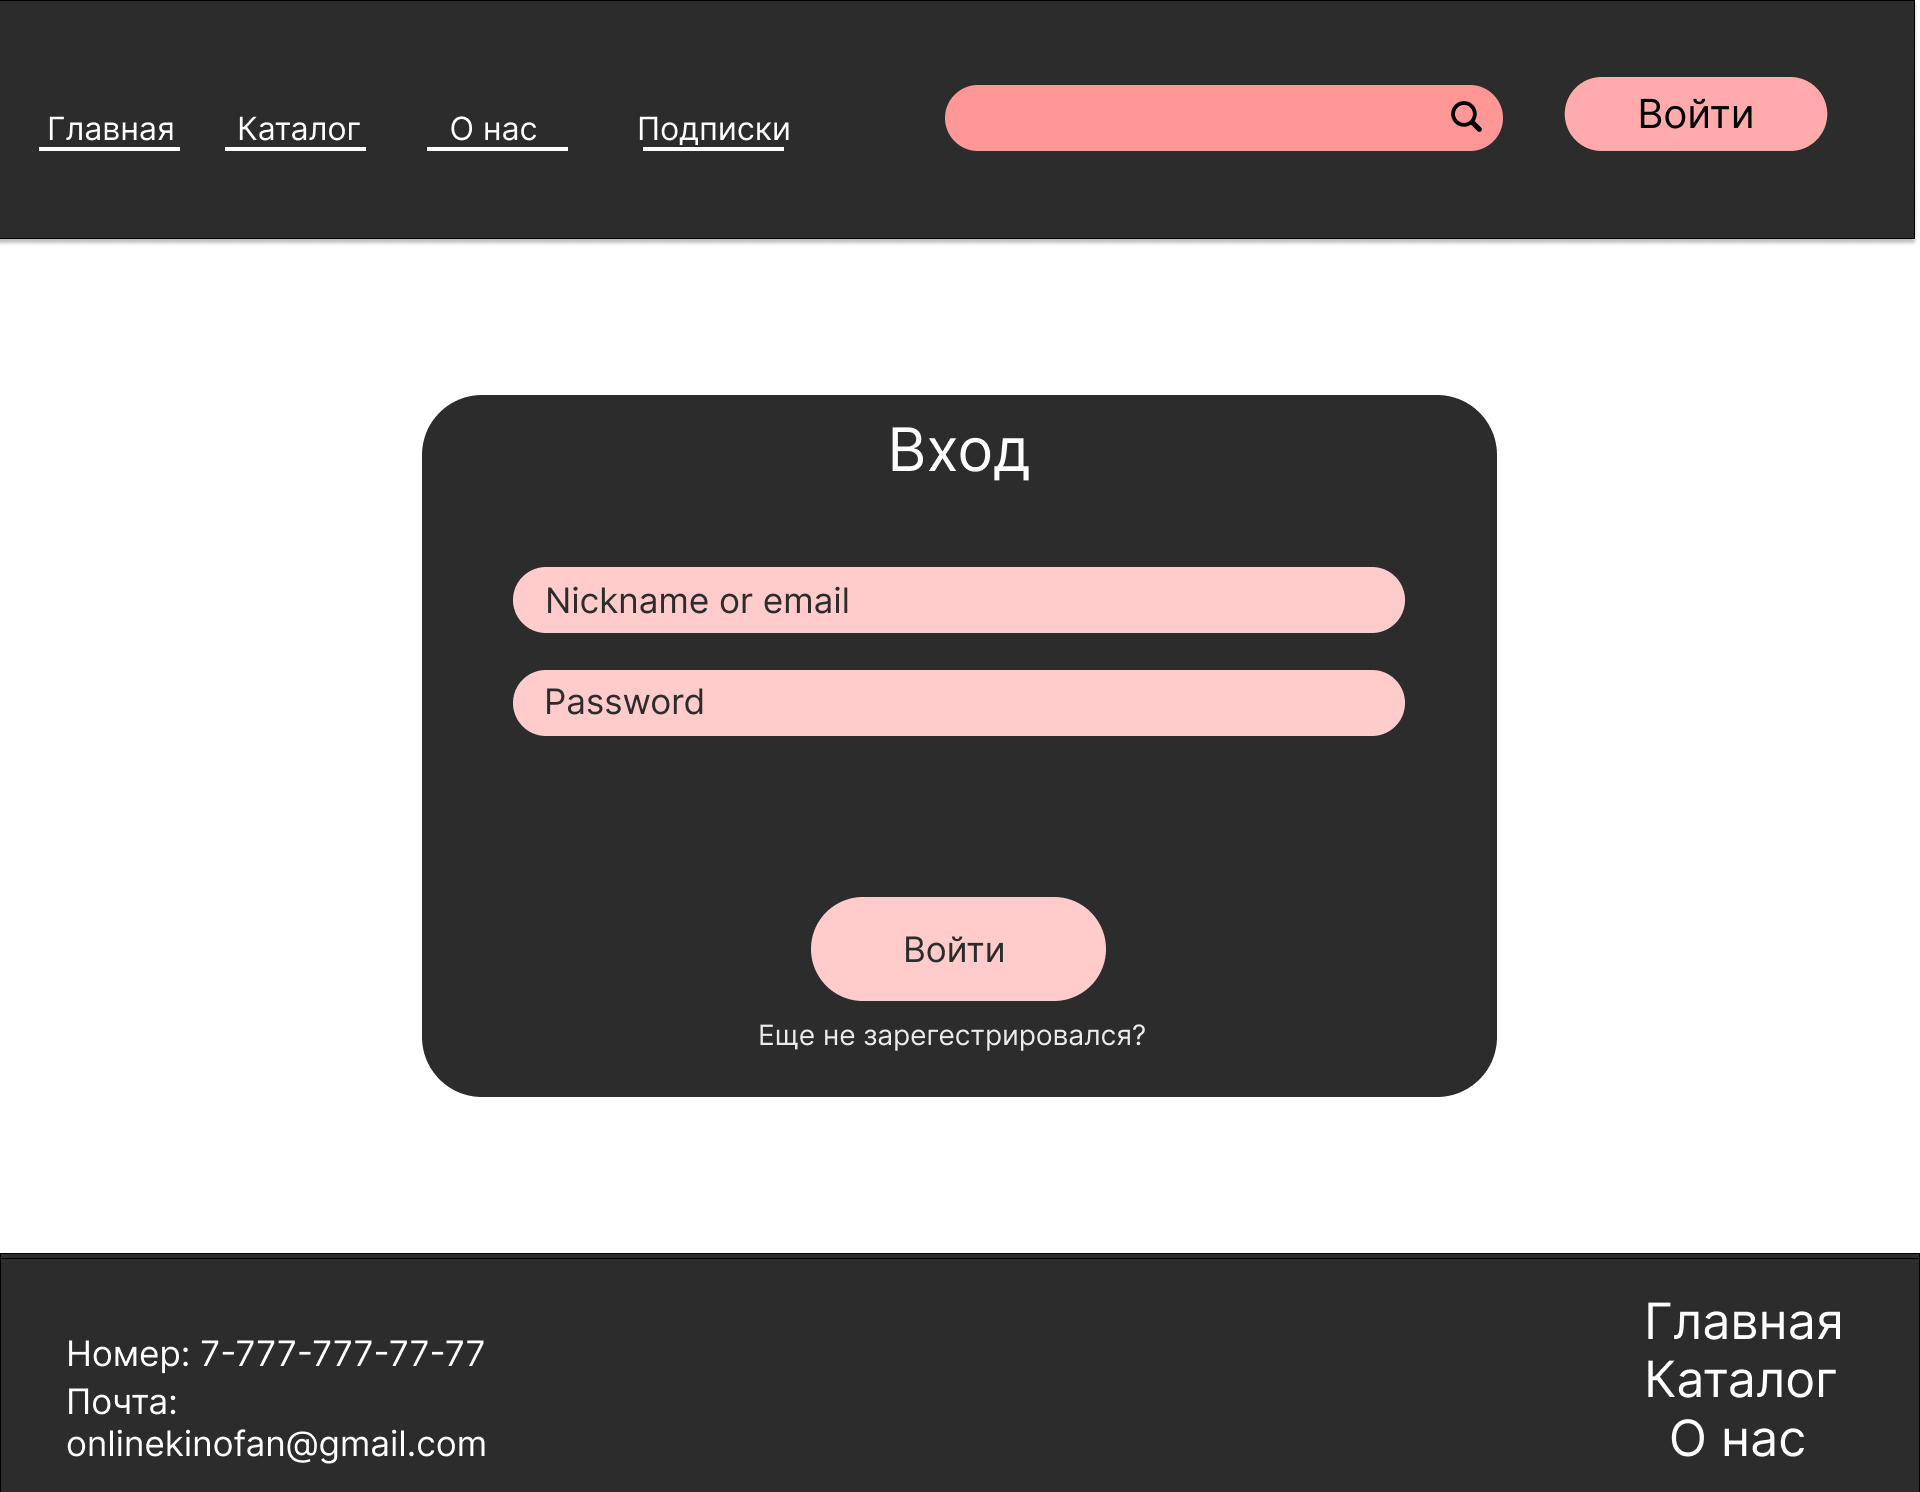 Главная
Каталог
О нас
Подписки
Войти
Вход
Nickname or email
Password
Войти
Еще не зарегестрировался?
Номер: 7-777-777-77-77
Почта:
onlinekinofan@gmail.com
Главная
Каталог
О нас